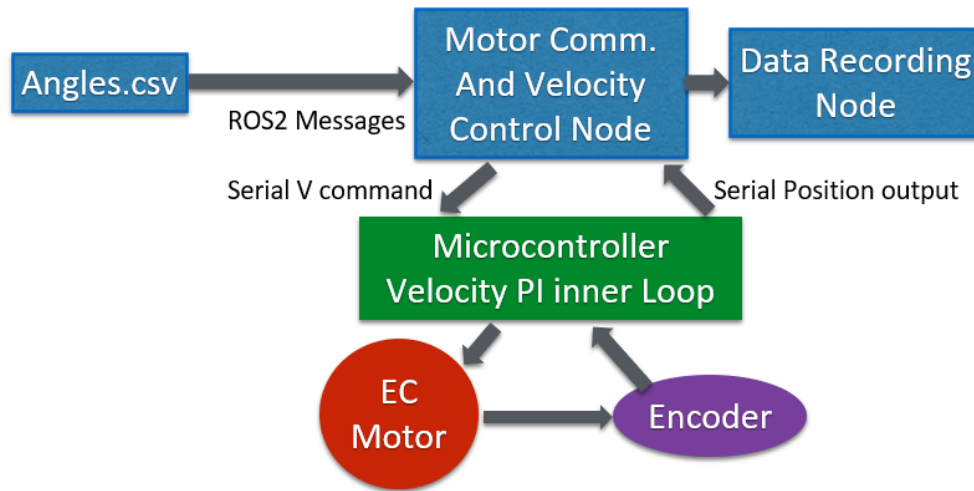 Angles.csv
ROS2 Messages
Motor Comm.
And Velocity
Control Node
Data Recording
Node
Serial V command
Serial Position output
Microcontroller
Velocity PI inner Loop
EC
Motor
Encoder